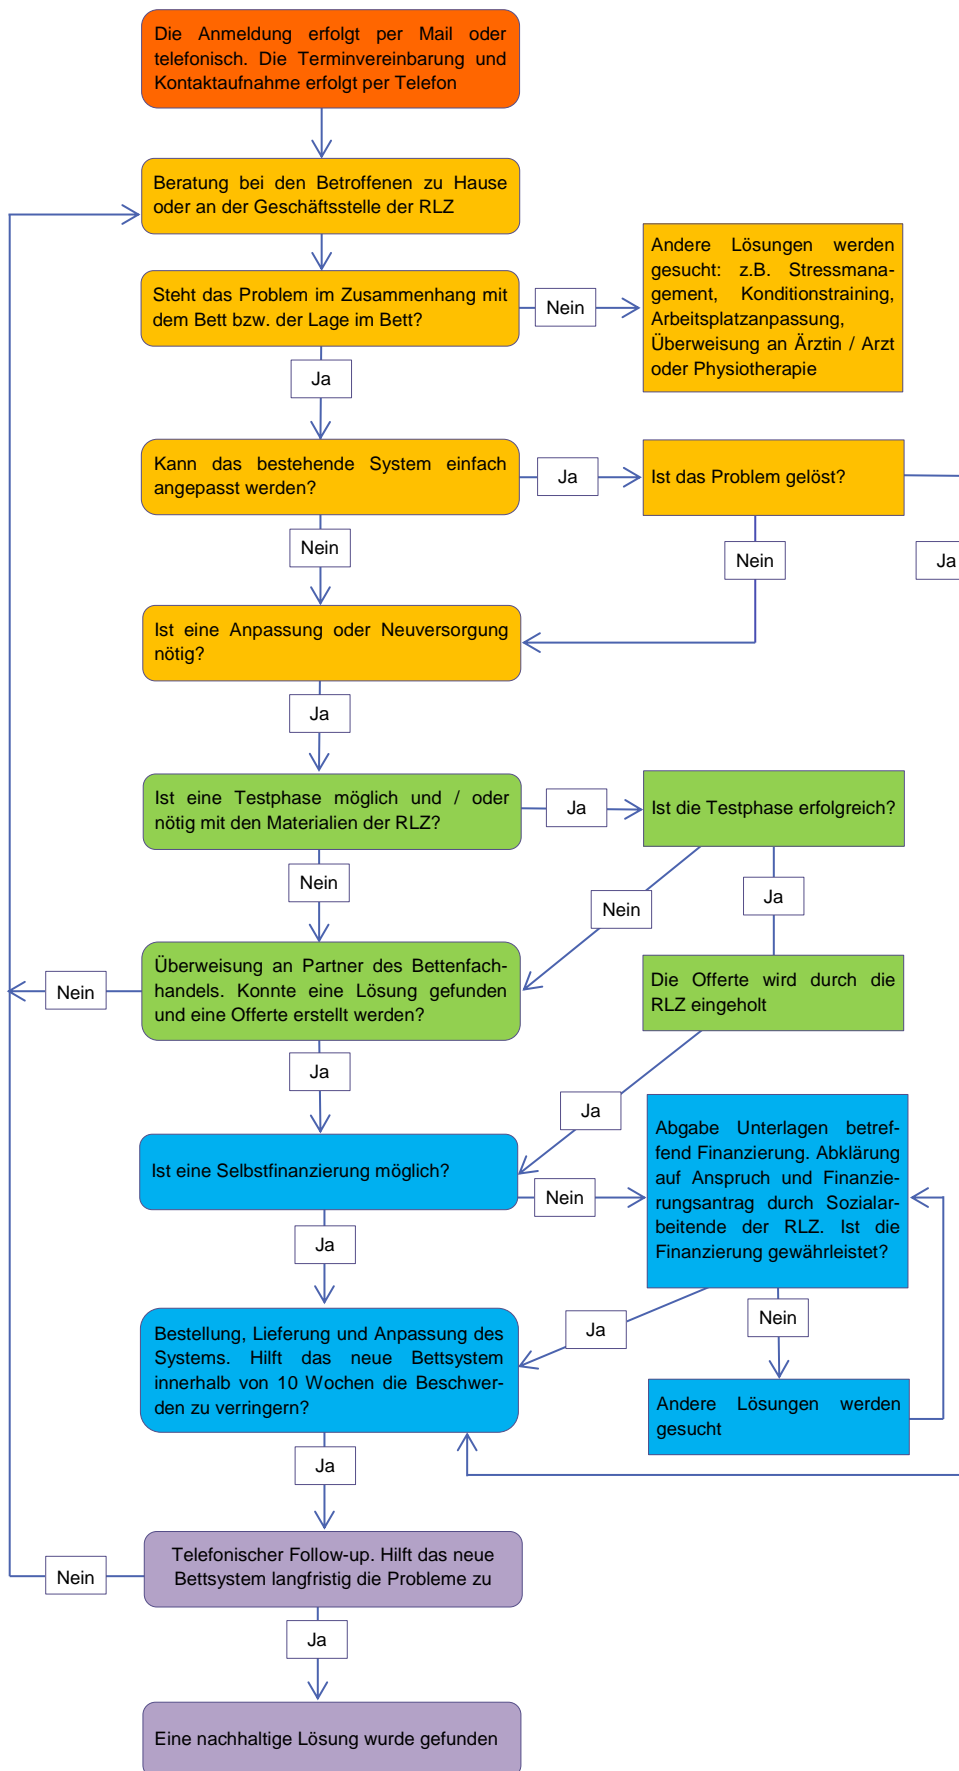 Die Anmeldung erfolgt per Mail oder
telefonisch. Die Terminvereinbarung und
Kontaktaufnahme erfolgt per Telefon
Beratung bei den Betroffenen zu Hause
oder an der Geschäftsstelle der RLZ
Steht das Problem im Zusammenhang mit
dem Bett bzw. der Lage im Bett?
Nein
Andere Lösungen werden
gesucht: z.B. Stressmana-
gement, Konditionstraining,
Arbeitsplatzanpassung,
Überweisung an Ärztin / Arzt
oder Physiotherapie
Ja
Kann das bestehende System einfach
angepasst werden?
Ja
Ist das Problem gelöst?
Nein
Nein
Ja
Ist eine Anpassung oder Neuversorgung
nötig?
Ja
Ist eine Testphase möglich und / oder
nötig mit den Materialien der RLZ?
Ja
Ist die Testphase erfolgreich?
Nein
Nein
Ja
Überweisung an Partner des Bettenfach-
handels. Konnte eine Lösung gefunden
und eine Offerte erstellt werden?
Nein
Die Offerte wird durch die
RLZ eingeholt
Ja
Ja
Ist eine Selbstfinanzierung möglich?
Nein
Abgabe Unterlagen betref-
fend Finanzierung. Abklärung
auf Anspruch und Finanzie-
rungsantrag durch Sozialar-
beitende der RLZ. Ist die
Finanzierung gewährleistet?
Ja
Ja
Nein
Bestellung, Lieferung und Anpassung des
Systems. Hilft das neue Bettsystem
innerhalb von 10 Wochen die Beschwer-
den zu verringern?
Andere Lösungen werden
gesucht
Ja
Telefonischer Follow-up. Hilft das neue
Bettsystem langfristig die Probleme zu
Nein
Ja
Eine nachhaltige Lösung wurde gefunden